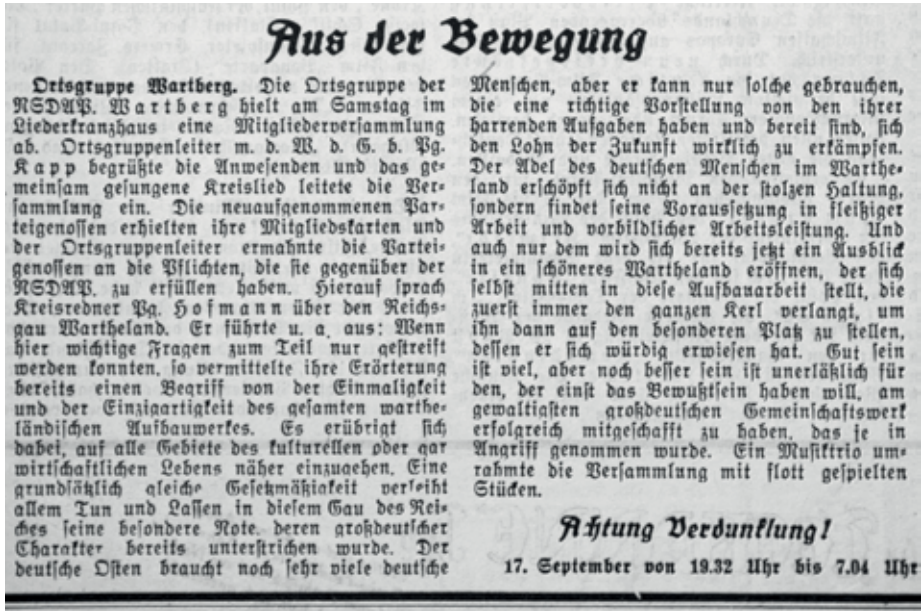 Aus der Bewegung
Ortsgruppe Wartberg. Die Ortsgruppe der
NSDAP. Wartberg hielt am Samstag im
Liederkranzhaus eine Mitgliederversammlung
ab. Ortsgruppenleiter m. d. W. d. G. b. Pg.
Kapp begrüßte die Anwesenden und das ge-
meinsam gesungene Kreislied leitete die Ver-
sammlung ein. Die neuaufgenommenen Par-
teigenossen erhielten ihre Mitgliedskarten und
der Ortsgruppenleiter ermahnte die Partei-
genossen an die Pflichten, die sie gegenüber der
NSDAP. zu erfüllen haben. Hierauf sprach
Kreisredner Pg. Hofmann über den Reichs-
gau Wartheland. Er führte u. a. aus: Wenn
hier wichtige Fragen zum Teil nur gestreift
werden konnten, so vermittelte ihre Erörterung
bereits einen Begriff von der Einmaligkeit
und der Einzigartigkeit des gesamten warthe-
ländischen Aufbauwerkes. Es erübrigt sich
dabei, auf alle Gebiete des kulturellen oder gar
wirtschaftlichen Lebens näher einzugehen. Eine
grundsätzlich gleiche Gesetzmäßigkeit verleiht
allem Tun und Lassen in diesem Gau des Rei-
ches seine besondere Note, deren großdeutscher
Charakter bereits unterstrichen wurde. Der
deutsche Osten braucht noch sehr viele deutsche
Menschen, aber er kann nur solche gebrauchen,
die eine richtige Vorstellung von den ihrer
harrenden Aufgaben haben und bereit sind, sich
den Lohn der Zukunft wirklich zu erkämpfen.
Der Adel des deutschen Menschen im Warthe-
land erschöpft sich nicht an der stolzen Haltung,
sondern findet seine Voraussetzung in fleißiger
Arbeit und vorbildlicher Arbeitsleistung. Und
auch nur dem wird sich bereits jetzt ein Ausblick
in ein schöneres Wartheland eröffnen, der sich
selbst mitten in diese Aufbauarbeit stellt, die
zuerst immer den ganzen Kerl verlangt, um
ihn dann auf den besonderen Platz zu stellen,
dessen er sich würdig erwiesen hat. Gut sein
ist viel, aber noch besser sein ist unerläßlich für
den, der einst das Bewußtsein haben will, am
gewaltigsten großdeutschen Gemeinschaftswerk
erfolgreich mitgeschafft zu haben, das je in
Angriff genommen wurde. Ein Musiktrio um-
rahmte die Versammlung mit flott gespielten
Stücken.
Achtung Verdunklung!
17. September von 19.32 Uhr bis 7.04 Uhr